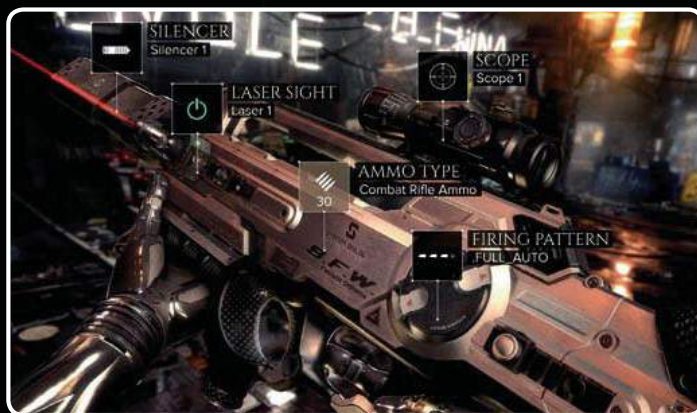 SILENCER
Silencer 1
SCOPE
Scope 1
LASER SIGHT
Laser 1
AMMO TYPE
Combat Rifle Ammo
30
FIRING PATTERN
.FULL_AUTO
S.F.W